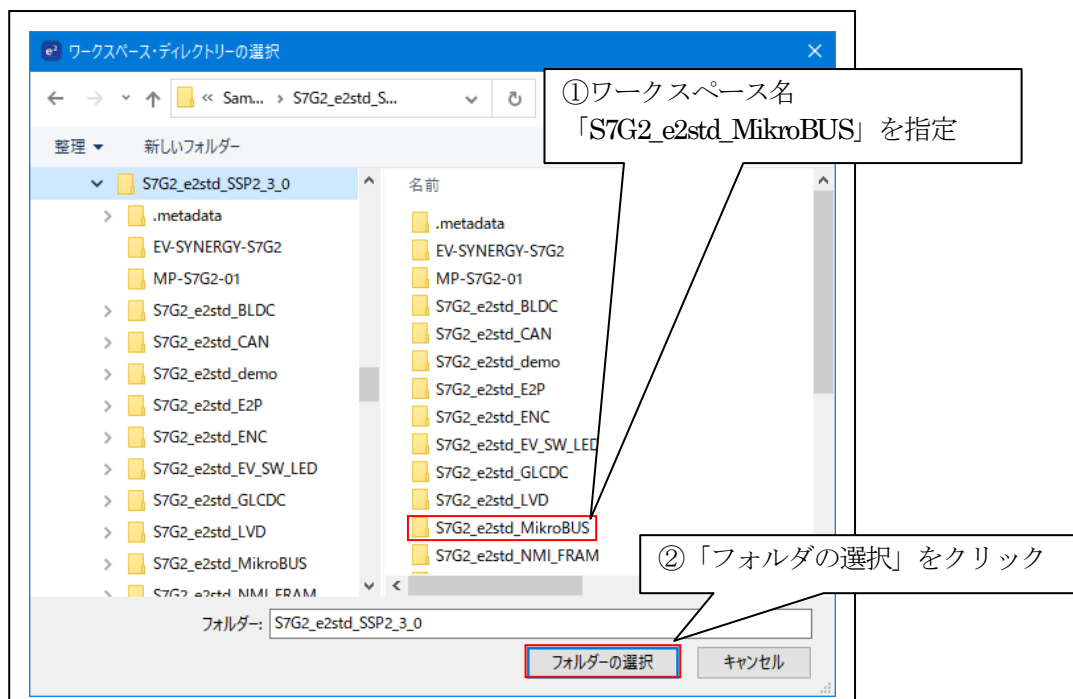 e² ワークスペース・ディレクトリーの選択
« Sam... › S7G2_e2std_S...
①ワークスペース名
「S7G2_e2std_MikroBUS」を指定
整理 新しいフォルダー
S7G2_e2std_SSP2_3_0
.metadata
EV-SYNERGY-S7G2
MP-S7G2-01
S7G2_e2std_BLDC
S7G2_e2std_CAN
S7G2_e2std_demo
S7G2_e2std_E2P
S7G2_e2std_ENC
S7G2_e2std_EV_SW_LED
S7G2_e2std_GLCDC
S7G2_e2std_LVD
S7G2_e2std_MikroBUS
S7G2_e2std_NMI_FRAM
名前
.metadata
EV-SYNERGY-S7G2
MP-S7G2-01
S7G2_e2std_BLDC
S7G2_e2std_CAN
S7G2_e2std_demo
S7G2_e2std_E2P
S7G2_e2std_ENC
S7G2_e2std_EV_SW_LED
S7G2_e2std_GLCDC
S7G2_e2std_LVD
S7G2_e2std_MikroBUS
S7G2_e2std_NMI_FRAM
②「フォルダの選択」をクリック
フォルダー: S7G2_e2std_SSP2_3_0
フォルダーの選択 キャンセル